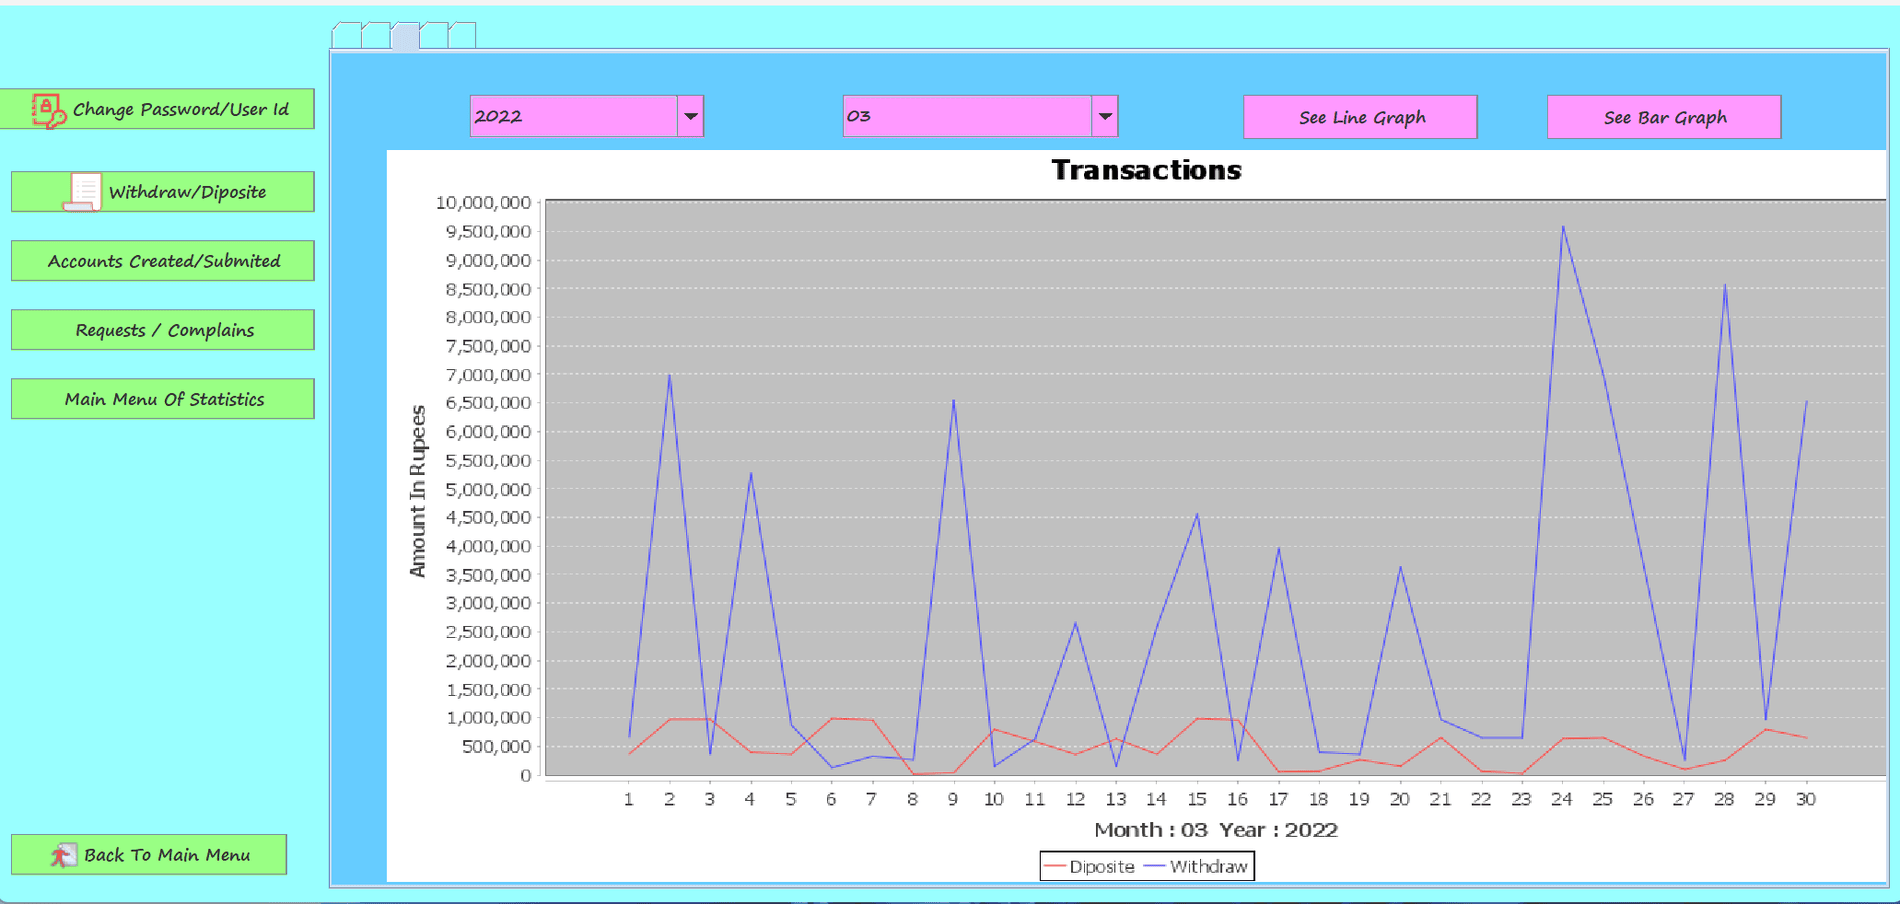 Change Password/User Id
Withdraw/Diposite
Accounts Created/Submited
Requests / Complains
Main Menu Of Statistics
Back To Main Menu
2022
03
See Line Graph
See Bar Graph
Transactions
Amount In Rupees
10,000,000
9,500,000
9,000,000
8,500,000
8,000,000
7,500,000
7,000,000
6,500,000
6,000,000
5,500,000
5,000,000
4,500,000
4,000,000
3,500,000
3,000,000
2,500,000
2,000,000
1,500,000
1,000,000
500,000
0
1 2 3 4 5 6 7 8 9 10 11 12 13 14 15 16 17 18 19 20 21 22 23 24 25 26 27 28 29 30
Month : 03 Year : 2022
Diposite Withdraw